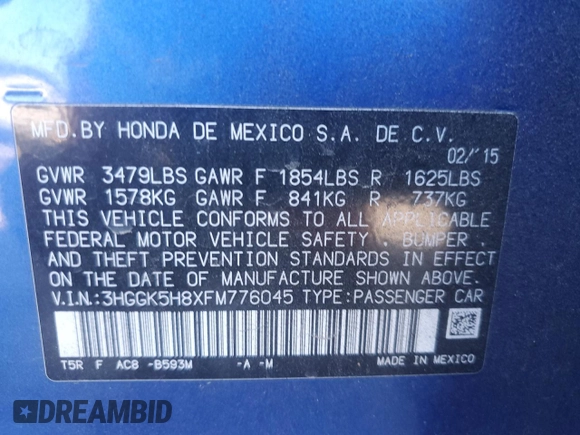 MFD.BY HONDA DE MEXICO S.A. DE C.V.
02/15
GVWR 3479LBS GAWR F 1854LBS R 1625LBS
GVWR 1578KG GAWR F 841KG R 737KG
THIS VEHICLE CONFORMS TO ALL APPLICABLE
FEDERAL MOTOR VEHICLE SAFETY , BUMPER ,
AND THEFT PREVENTION STANDARDS IN EFFECT
ON THE DATE OF MANUFACTURE SHOWN ABOVE.
V.I.N.:3HGGK5H8XFM776045 TYPE:PASSENGER CAR
T5R F AC8 -B593M -A -M MADE IN MEXICO
DREAMBID